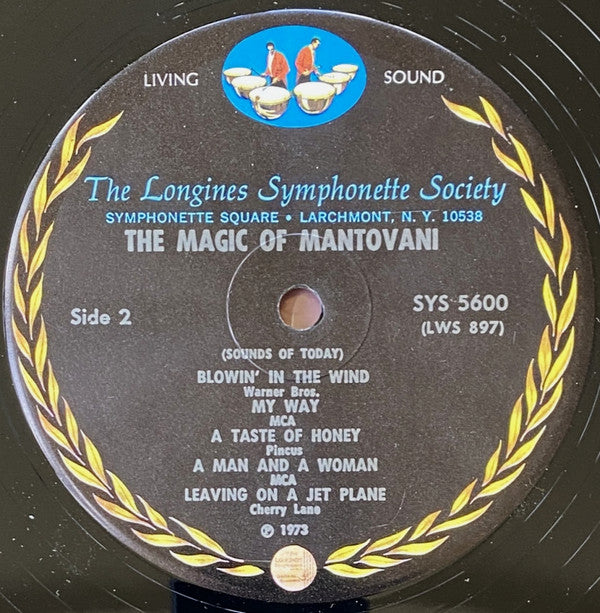 LIVING SOUND
The Longines Symphonette Society
SYMPHONETTE SQUARE • LARCHMONT, N. Y. 10538
THE MAGIC OF MANTOVANI
Side 2
SYS 5600
(LWS 897)
(SOUNDS OF TODAY)
BLOWIN' IN THE WIND
Warner Bros.
MY WAY
MCA
A TASTE OF HONEY
Pincus
A MAN AND A WOMAN
MCA
LEAVING ON A JET PLANE
Cherry Lane
℗ 1973